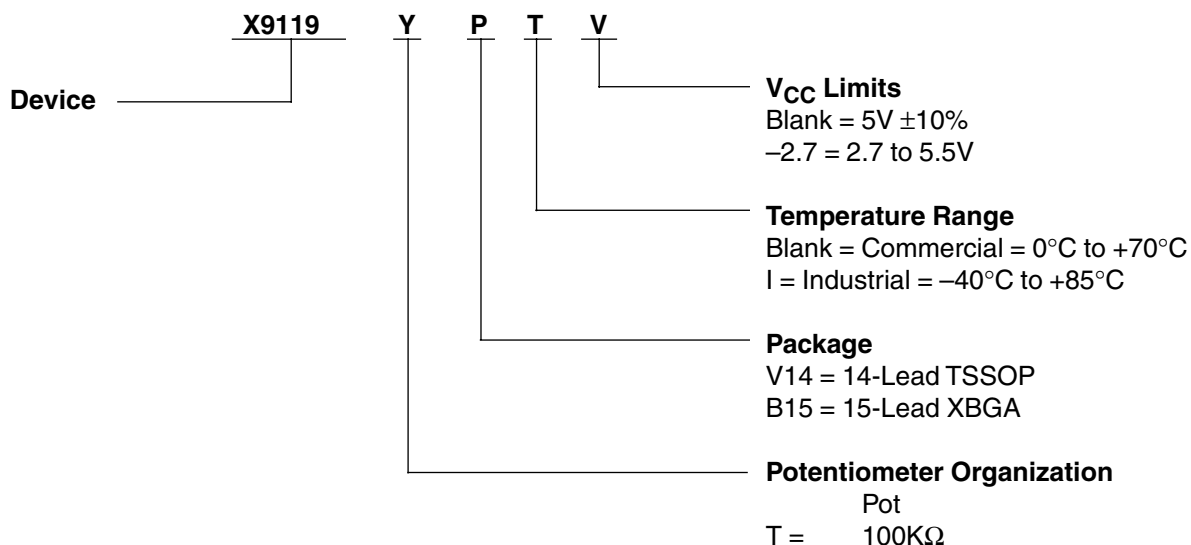 X9119 Y P T V
Device
VCC Limits
Blank = 5V ±10%
–2.7 = 2.7 to 5.5V
Temperature Range
Blank = Commercial = 0°C to +70°C
I = Industrial = –40°C to +85°C
Package
V14 = 14-Lead TSSOP
B15 = 15-Lead XBGA
Potentiometer Organization
Pot
T = 100KΩ